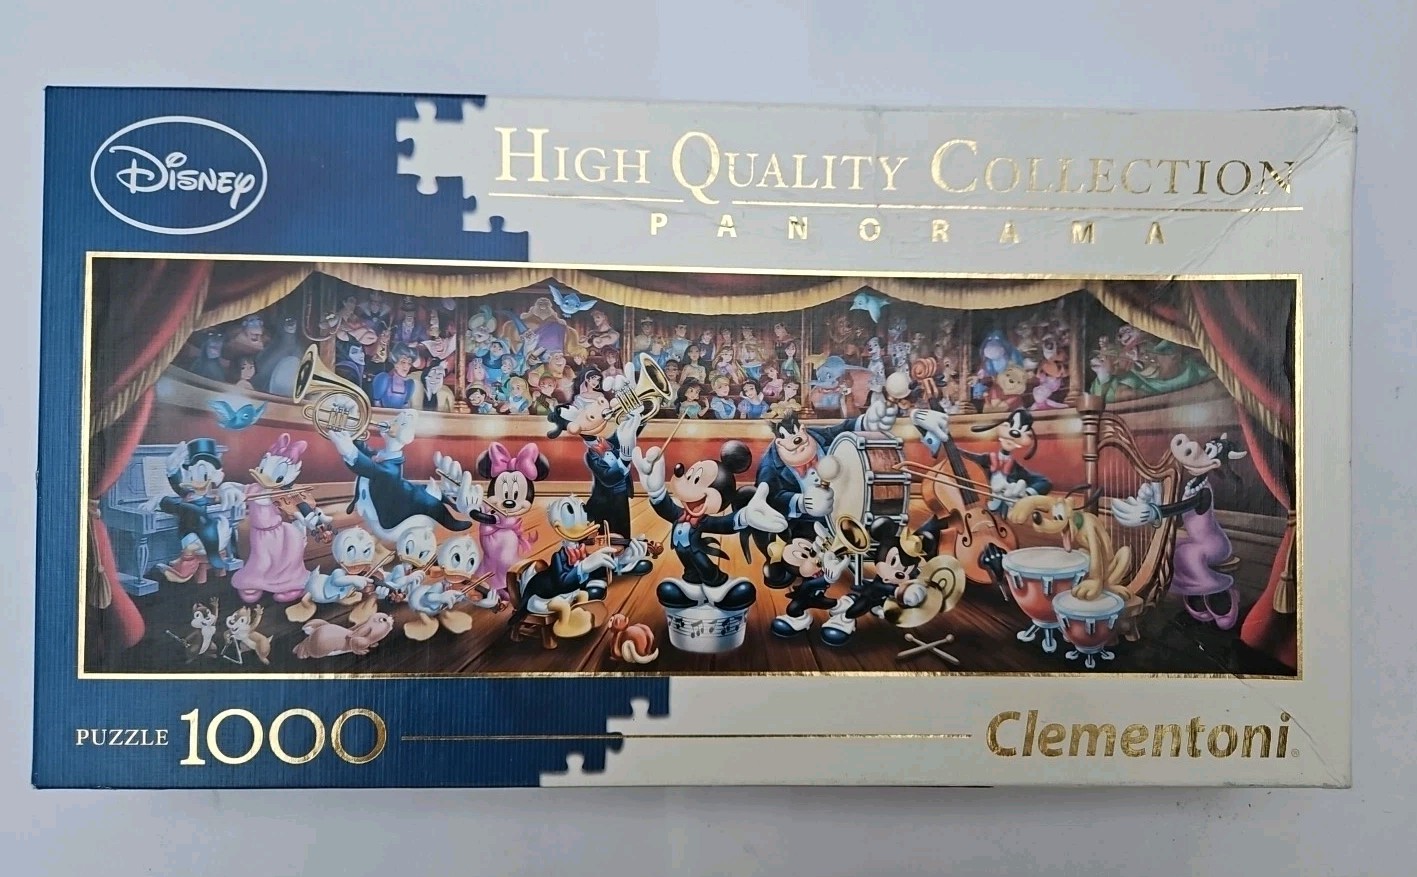 Disney
HIGH QUALITY COLLECTION
PANORAMA
PUZZLE 1000
Clementoni®